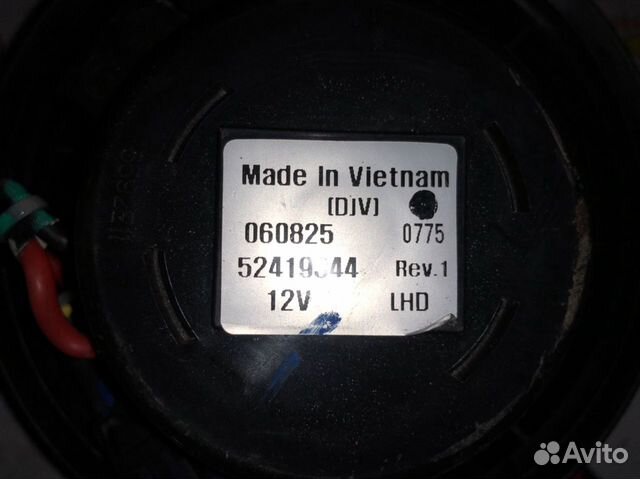 Made In Vietnam
(DJV)
060825 0775
Rev.1
12V LHD
Avito